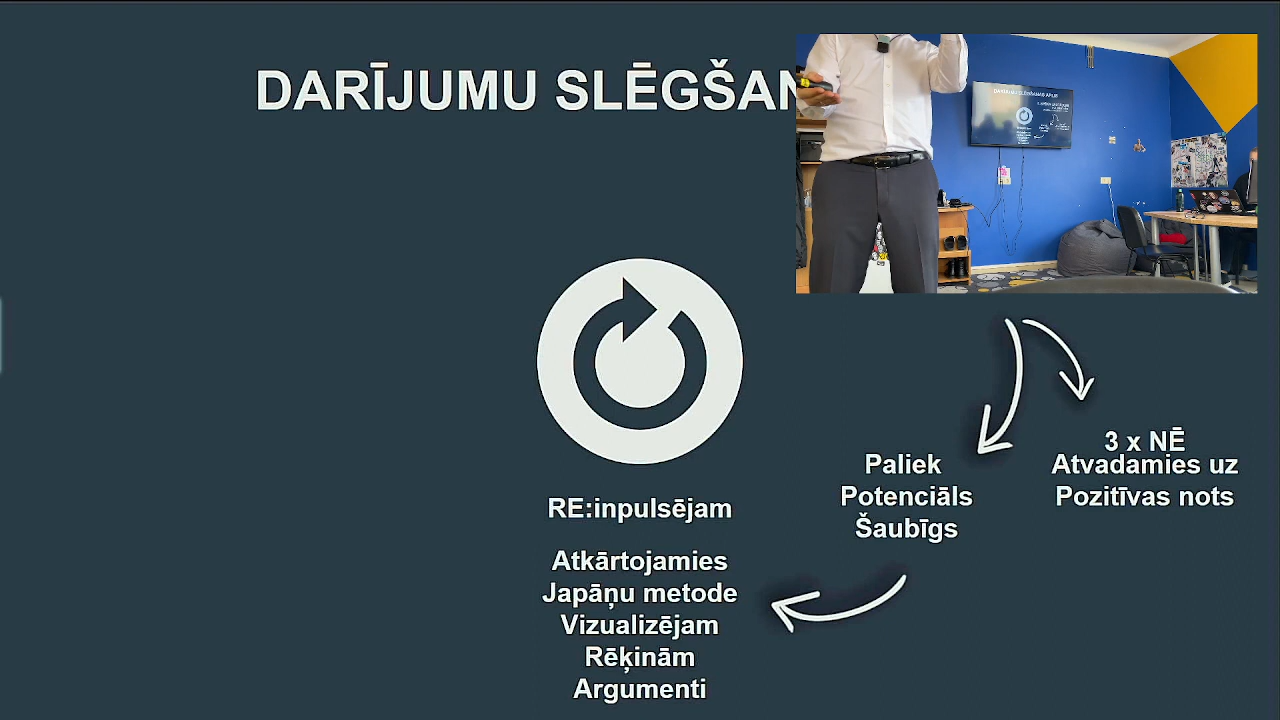 DARĪJUMU SLĒGŠAN
3 x NĒ
Atvadamies uz
Pozitīvas nots
Paliek
Potenciāls
Šaubīgs
RE:inpulsējam
Atkārtojamies
Japāņu metode
Vizualizējam
Rēķinām
Argumenti